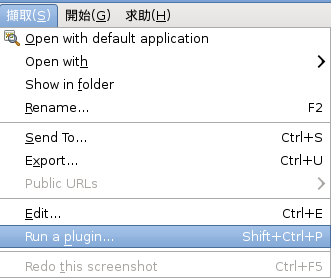 擷取(S) 開始(G) 求助(H)
Open with default application
Open with
Show in folder
Rename... F2
Send To... Ctrl+S
Export... Ctrl+U
Public URLs
Edit... Ctrl+E
Run a plugin... Shift+Ctrl+P
Redo this screenshot Ctrl+F5